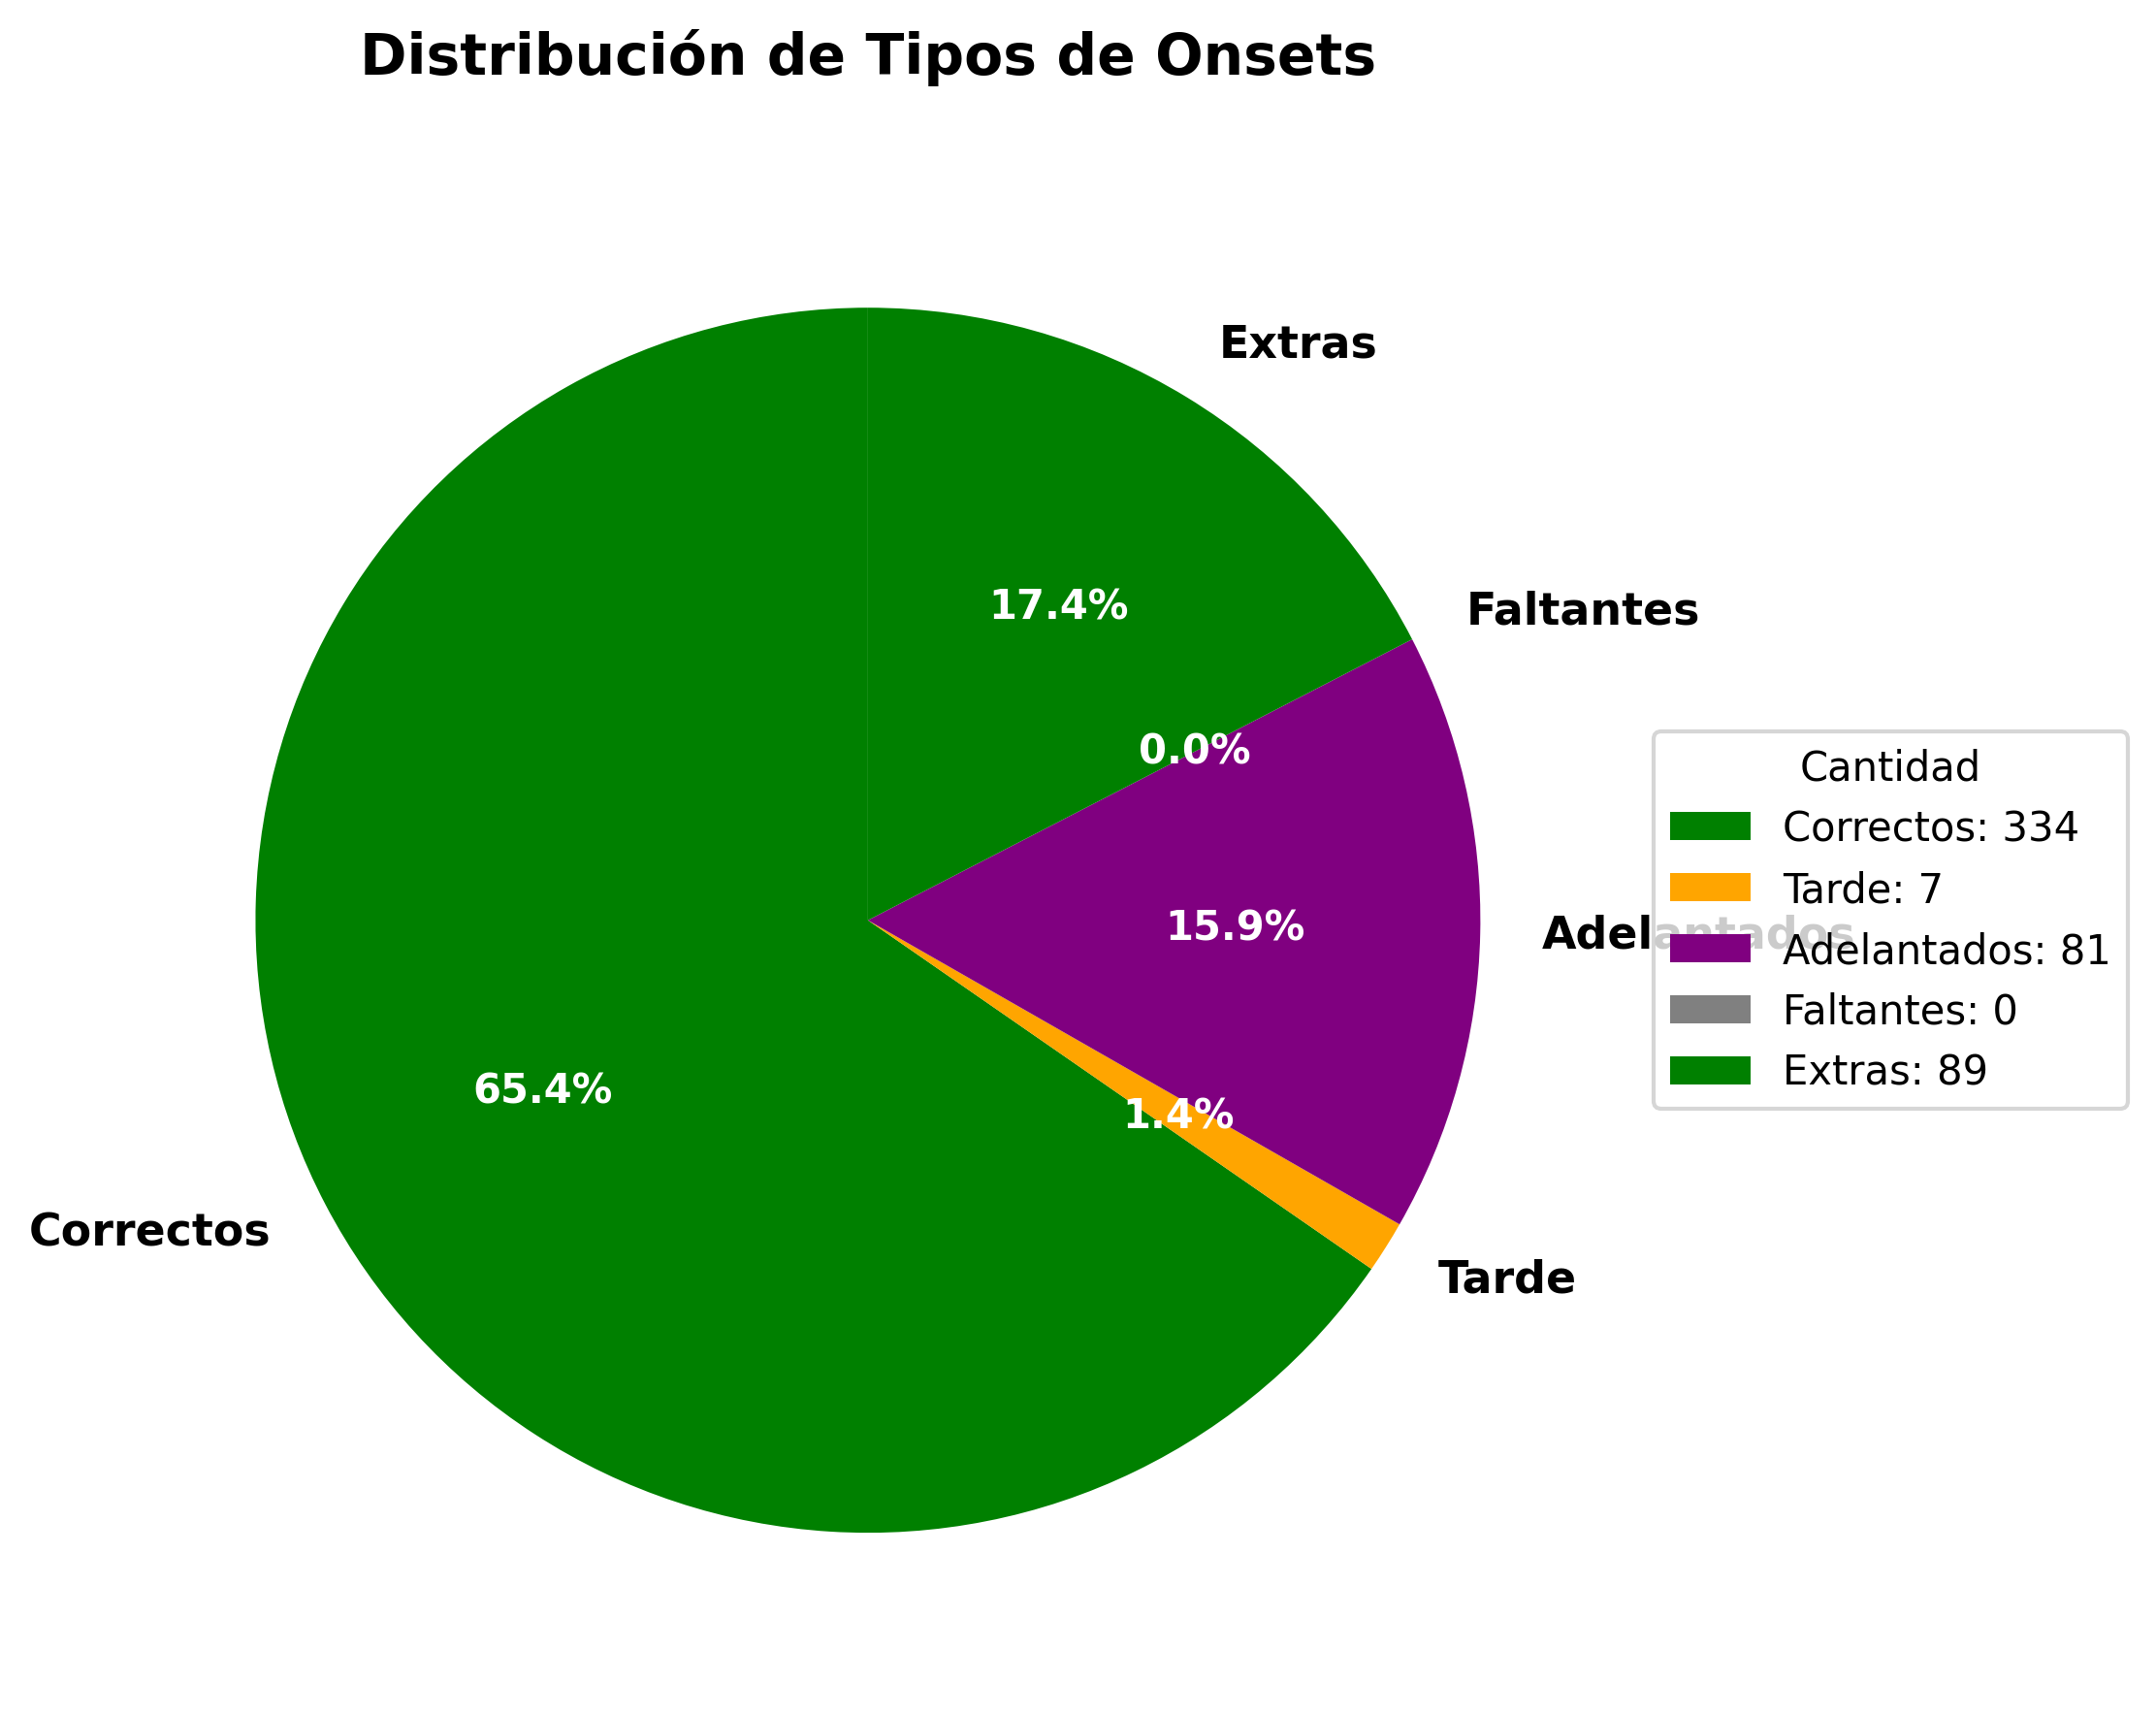 Distribución de Tipos de Onsets
Extras
Faltantes
17.4%
0.0%
Cantidad
Correctos: 334
Tarde: 7
Adelantados
15.9%
Adelantados: 81
Faltantes: 0
Extras: 89
65.4%
1.4%
Correctos
Tarde